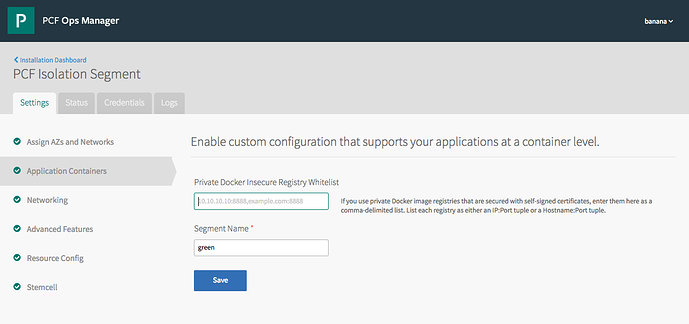 P PCF Ops Manager banana
Installation Dashboard
PCF Isolation Segment
Settings Status Credentials Logs
Assign AZs and Networks
Application Containers
Networking
Advanced Features
Resource Config
Stemcell
Enable custom configuration that supports your applications at a container level.
Private Docker Insecure Registry Whitelist
10.10.10.10:8888,example.com:8888
If you use private Docker image registries that are secured with self-signed certificates, enter them here as a
comma-delimited list. List each registry as either an IP:Port tuple or a Hostname:Port tuple.
Segment Name *
green
Save